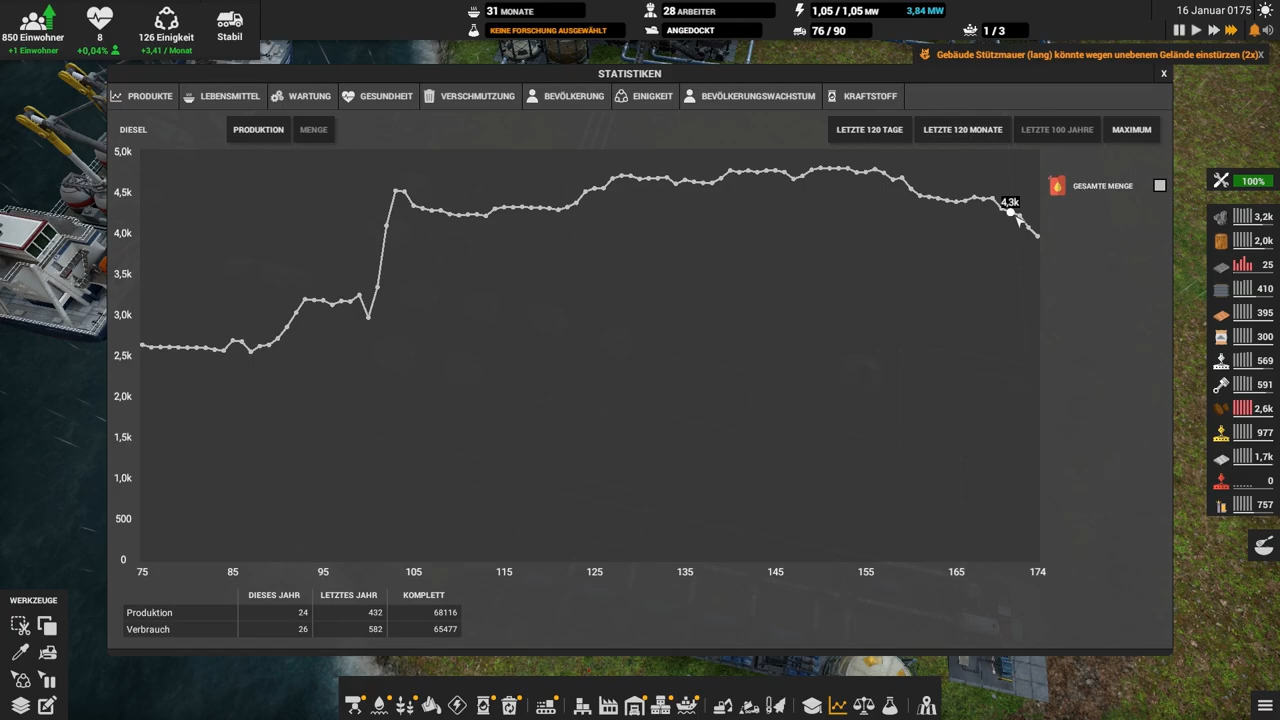 850 Einwohner
+1 Einwohner
8
+0,04%
126 Einigkeit
+3,41 / Monat
Stabil
31 MONATE
KEINE FORSCHUNG AUSGEWÄHLT
28 ARBEITER
ANGEDOCKT
1,05 / 1,05 MW 3,84 MW
76 / 90
1 / 3
16 Januar 0175
Gebäude Stützmauer (lang) könnte wegen unebenem Gelände einstürzen (2x)X
STATISTIKEN
X
PRODUKTE
LEBENSMITTEL
WARTUNG
GESUNDHEIT
VERSCHMUTZUNG
BEVÖLKERUNG
EINIGKEIT
BEVÖLKERUNGSWACHSTUM
KRAFTSTOFF
DIESEL
PRODUKTION
MENGE
LETZTE 120 TAGE
LETZTE 120 MONATE
LETZTE 100 JAHRE
MAXIMUM
5,0k
4,5k
4,0k
3,5k
3,0k
2,5k
2,0k
1,5k
1,0k
500
0
4,3k
GESAMTE MENGE
75 85 95 105 115 125 135 145 155 165 174
DIESES JAHR LETZTES JAHR KOMPLETT
Produktion 24 432 68116
Verbrauch 26 582 65477
100%
3,2k
2,0k
25
410
395
300
569
591
2,6k
977
1,7k
0
757
WERKZEUGE